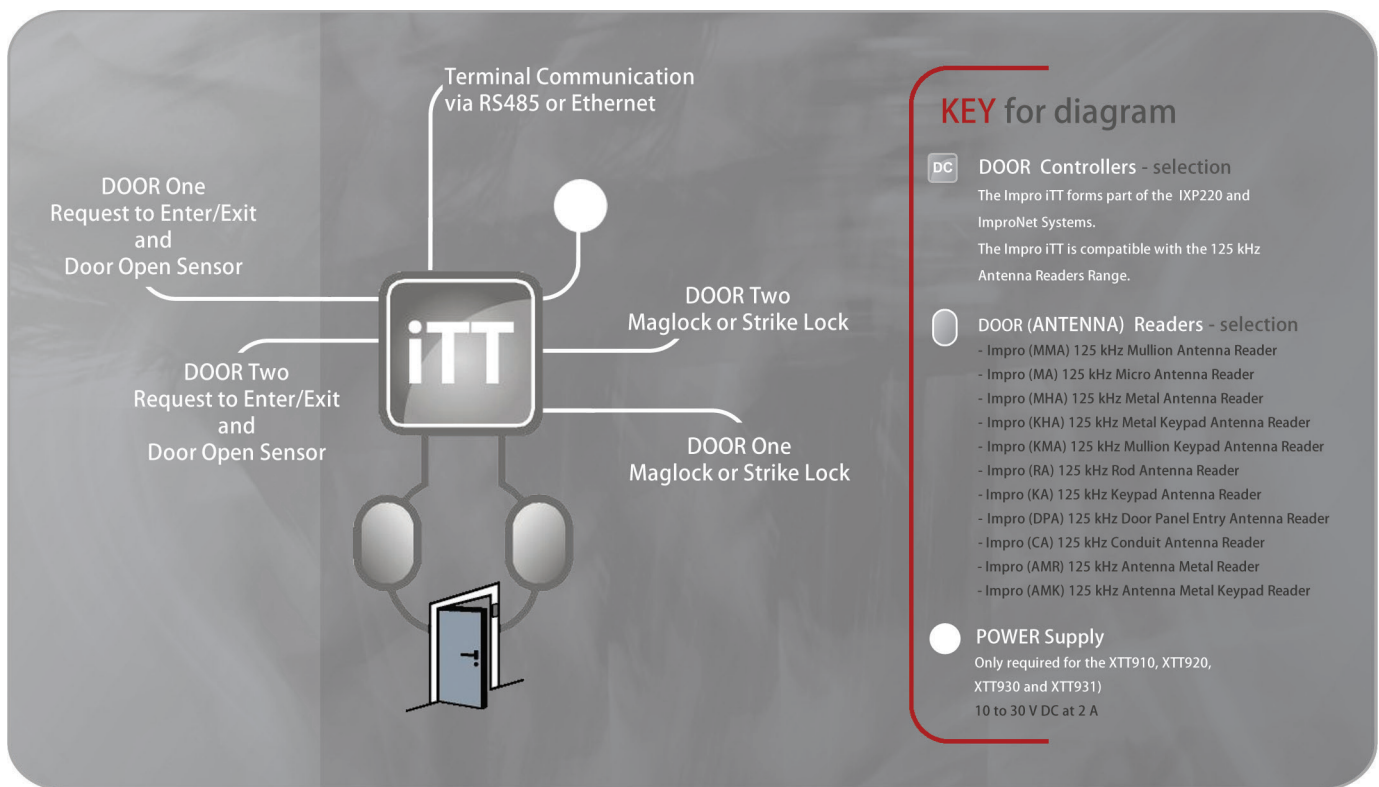 Terminal Communication
via RS485 or Ethernet
DOOR One
Request to Enter/Exit
and
Door Open Sensor
DOOR Two
Request to Enter/Exit
and
Door Open Sensor
iTT
DOOR Two
Maglock or Strike Lock
DOOR One
Maglock or Strike Lock
KEY for diagram
DC
DOOR Controllers - selection
The Impro iTT forms part of the IXP220 and
ImproNet Systems.
The Impro iTT is compatible with the 125 kHz
Antenna Readers Range.
DOOR (ANTENNA) Readers - selection
- Impro (MMA) 125 kHz Mullion Antenna Reader
- Impro (MA) 125 kHz Micro Antenna Reader
- Impro (MHA) 125 kHz Metal Antenna Reader
- Impro (KHA) 125 kHz Metal Keypad Antenna Reader
- Impro (KMA) 125 kHz Mullion Keypad Antenna Reader
- Impro (RA) 125 kHz Rod Antenna Reader
- Impro (KA) 125 kHz Keypad Antenna Reader
- Impro (DPA) 125 kHz Door Panel Entry Antenna Reader
- Impro (CA) 125 kHz Conduit Antenna Reader
- Impro (AMR) 125 kHz Antenna Metal Reader
- Impro (AMK) 125 kHz Antenna Metal Keypad Reader
POWER Supply
Only required for the XTT910, XTT920,
XTT930 and XTT931)
10 to 30 V DC at 2 A